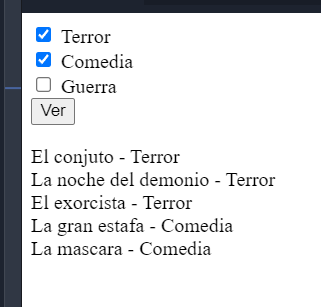 Terror
Comedia
Guerra
Ver
El conjuto - Terror
La noche del demonio - Terror
El exorcista - Terror
La gran estafa - Comedia
La mascara - Comedia